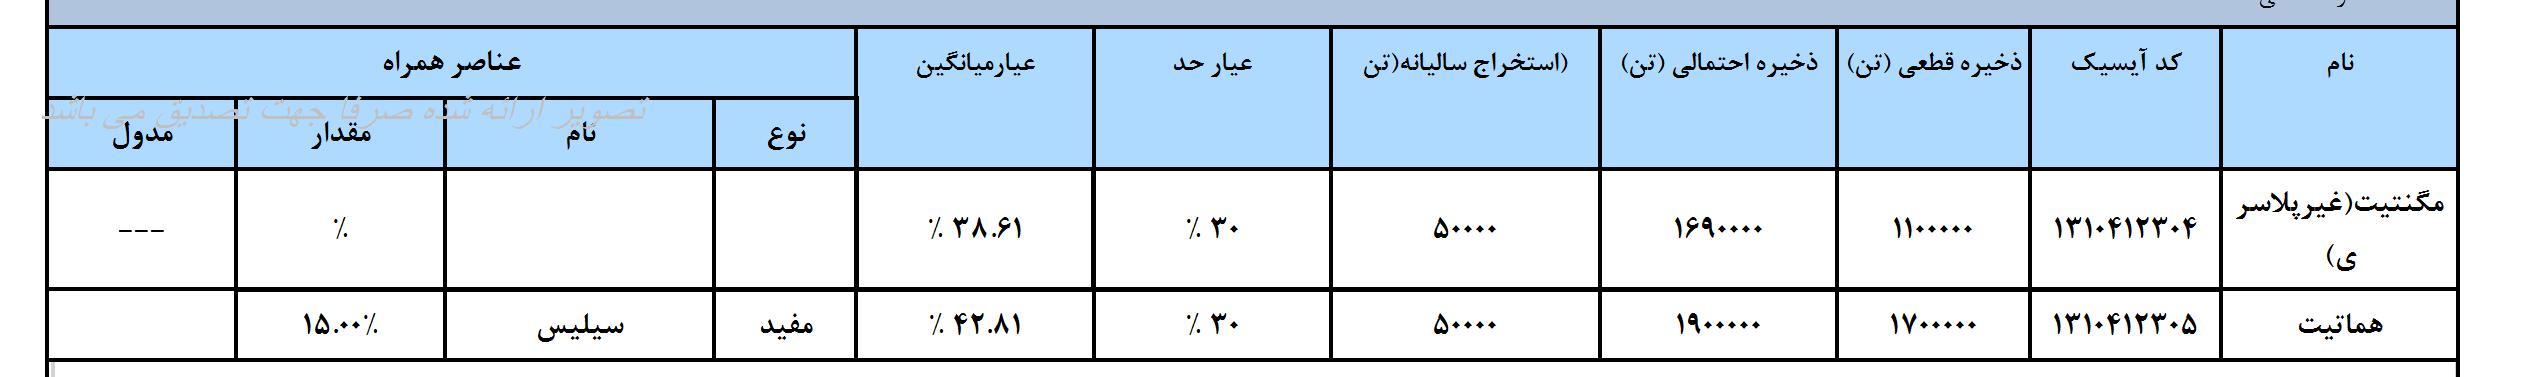 نام	کد آیسیک	ذخیره قطعی (تن)	ذخیره احتمالی (تن)	(استخراج سالیانه(تن	عیار حد	عیارمیانگین	عناصر همراه
تصویر ارائه شده صرفا جهت تصدیق می باشد
نوع	نام	مقدار	مدول
مگنتیت(غیرپلاسر
ی)	۱۳۱۰۴۱۲۳۰۴	۱۱۰۰۰۰۰	۱۶۹۰۰۰۰	۵۰۰۰۰	۳۰ %	۳۸.۶۱ %	%	---
هماتیت	۱۳۱۰۴۱۲۳۰۵	۱۷۰۰۰۰۰	۱۹۰۰۰۰۰	۵۰۰۰۰	۳۰ %	۴۲.۸۱ %	مفید	سیلیس	۱۵.۰۰%